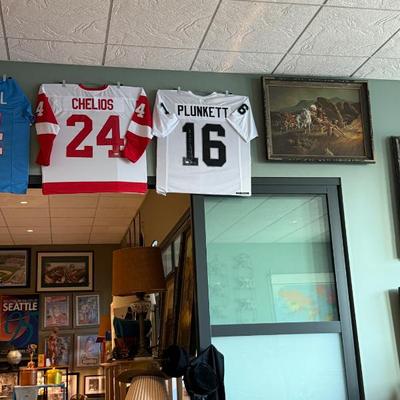 L
4 CHELIOS 4
24
1 PLUNKETT 6
16
SEATTLE